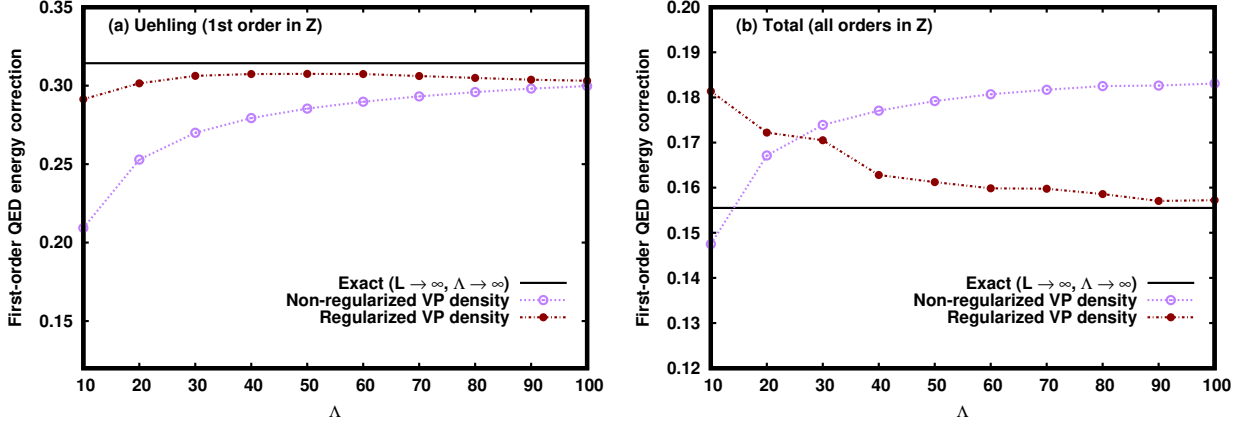 (a) Uehling (1st order in Z)
First-order QED energy correction
0.30
0.25
0.20
0.15
Exact (L → ∞, Λ → ∞)
Non-regularized VP density
Regularized VP density
10 20 30 40 50 60 70 80 90 100
Λ
(b) Total (all orders in Z)
First-order QED energy correction
0.20
0.19
0.18
0.17
0.16
0.15
0.14
0.13
0.12
Exact (L → ∞, Λ → ∞)
Non-regularized VP density
Regularized VP density
10 20 30 40 50 60 70 80 90 100
Λ